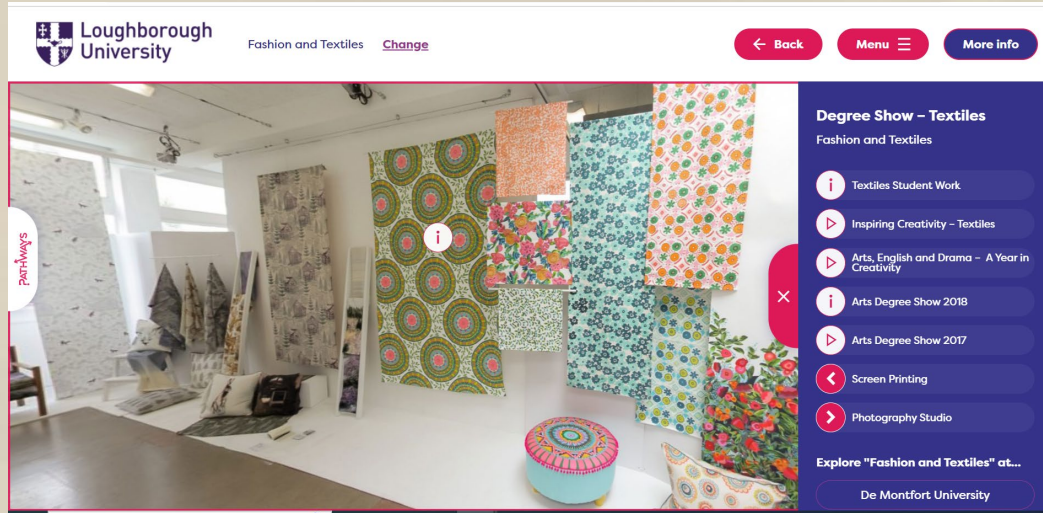 Loughborough
University
Fashion and Textiles Change
← Back
Menu
More info
PATHWAYS
Degree Show – Textiles
Fashion and Textiles
Textiles Student Work
Inspiring Creativity – Textiles
Arts, English and Drama – A Year in
Creativity
Arts Degree Show 2018
Arts Degree Show 2017
Screen Printing
Photography Studio
Explore "Fashion and Textiles" at...
De Montfort University